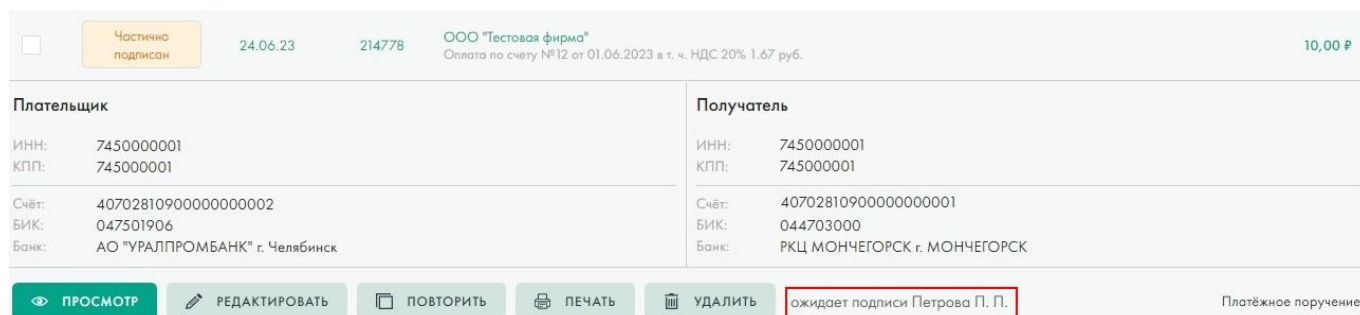 Частично подписан 24.06.23 214778 ООО "Тестовая фирма" 10,00 ₽
Оплата по счету №12 от 01.06.2023 в т. ч. НДС 20% 1.67 руб.
Плательщик
ИНН: 7450000001
КПП: 745000001
Счёт: 40702810900000000002
БИК: 047501906
Банк: АО "УРАЛПРОМБАНК" г. Челябинск
Получатель
ИНН: 7450000001
КПП: 745000001
Счёт: 40702810900000000001
БИК: 044703000
Банк: РКЦ МОНЧЕГОРСК г. МОНЧЕГОРСК
ПРОСМОТР РЕДАКТИРОВАТЬ ПОВТОРИТЬ ПЕЧАТЬ УДАЛИТЬ ожидает подписи Петрова П. П. Платёжное поручение